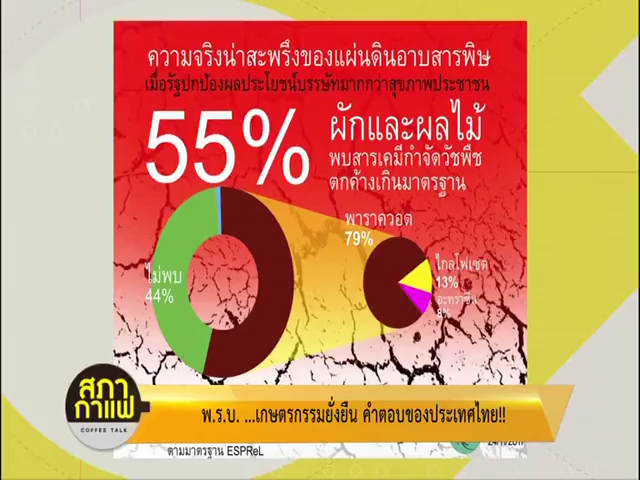 ความจริงน่าสะพรึงของแผ่นดินอาบสารพิษ
เมื่อรัฐปกป้องผลประโยชน์บรรษัทมากกว่าสุขภาพประชาชน
55%
ผักและผลไม้
พบสารเคมีกำจัดวัชพืช
ตกค้างเกินมาตรฐาน
พาราควอต
79%
ไกลโฟเซต
13%
อะทราซีน
8%
ไม่พบ
44%
สภา
กาแฟ
COFFEE TALK
พ.ร.บ. ...เกษตรกรรมยั่งยืน คำตอบของประเทศไทย!!
ตามมาตรฐาน ESPReL